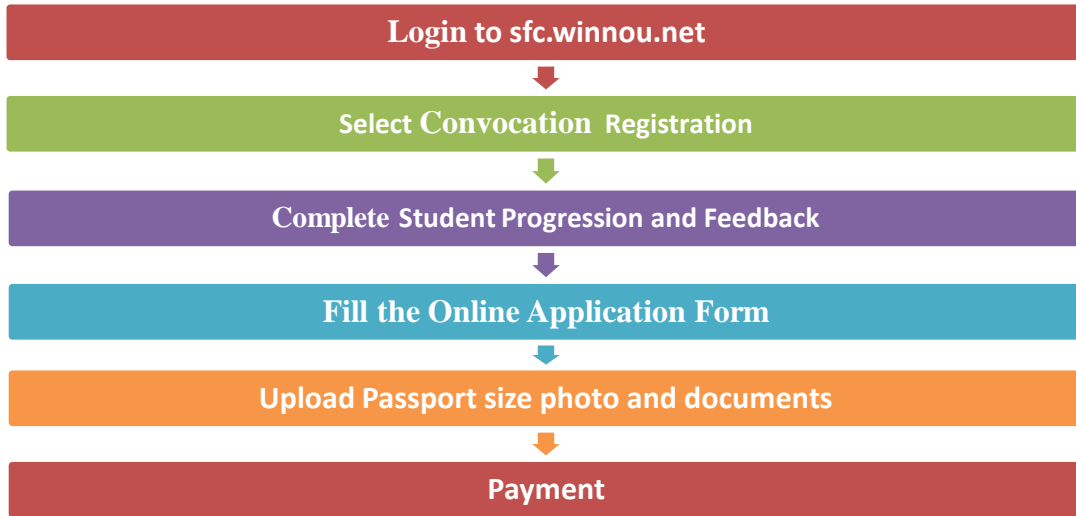 Login to sfc.winnou.net
Select Convocation Registration
Complete Student Progression and Feedback
Fill the Online Application Form
Upload Passport size photo and documents
Payment